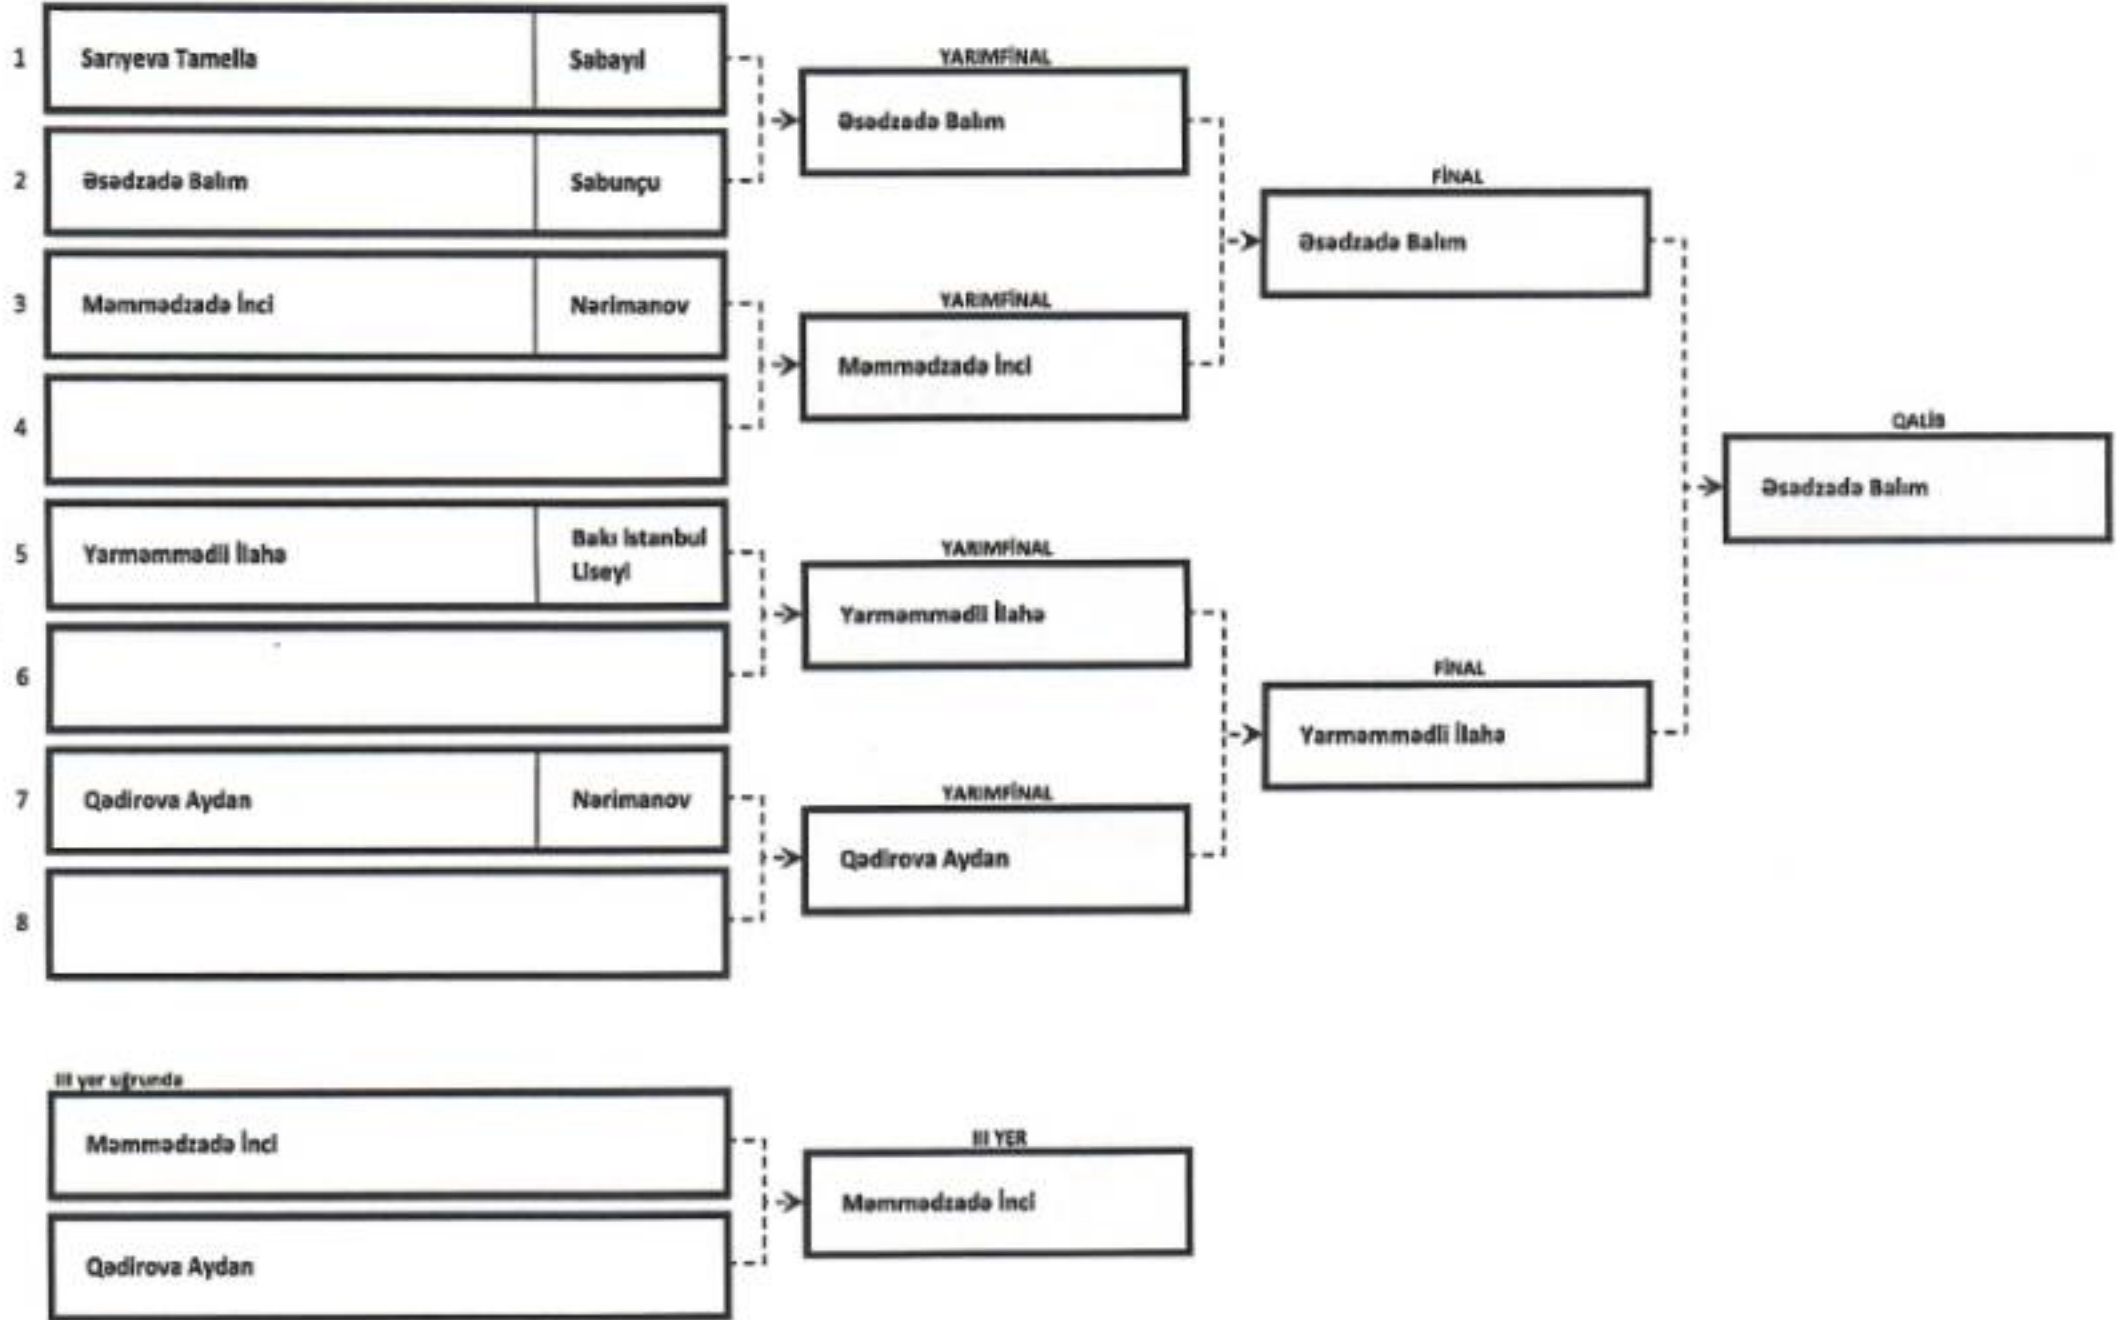 1 Sarıyeva Tamella Səbayıl
2 Əsədzadə Balım Sabunçu
3 Məmmədzadə İnci Nərimanov
4
5 Yarməmmədli İlahə Bakı İstanbul
Liseyi
6
7 Qədirova Aydan Nərimanov
8
YARIMFİNAL
Əsədzadə Balım
YARIMFİNAL
Məmmədzadə İnci
YARIMFİNAL
Yarməmmədli İlahə
YARIMFİNAL
Qədirova Aydan
FİNAL
Əsədzadə Balım
FİNAL
Yarməmmədli İlahə
QALİB
Əsədzadə Balım
III yer uğrunda
Məmmədzadə İnci
Qədirova Aydan
III YER
Məmmədzadə İnci